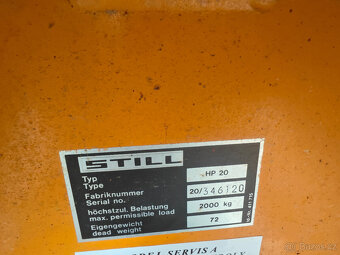 STILL
Typ
Type
HP 20
Fabriknummer
Serial no.
20/346120
höchstzul. Belastung
max. permissible load
2000 kg
Eigengewicht
dead weight
72
SERVIS A